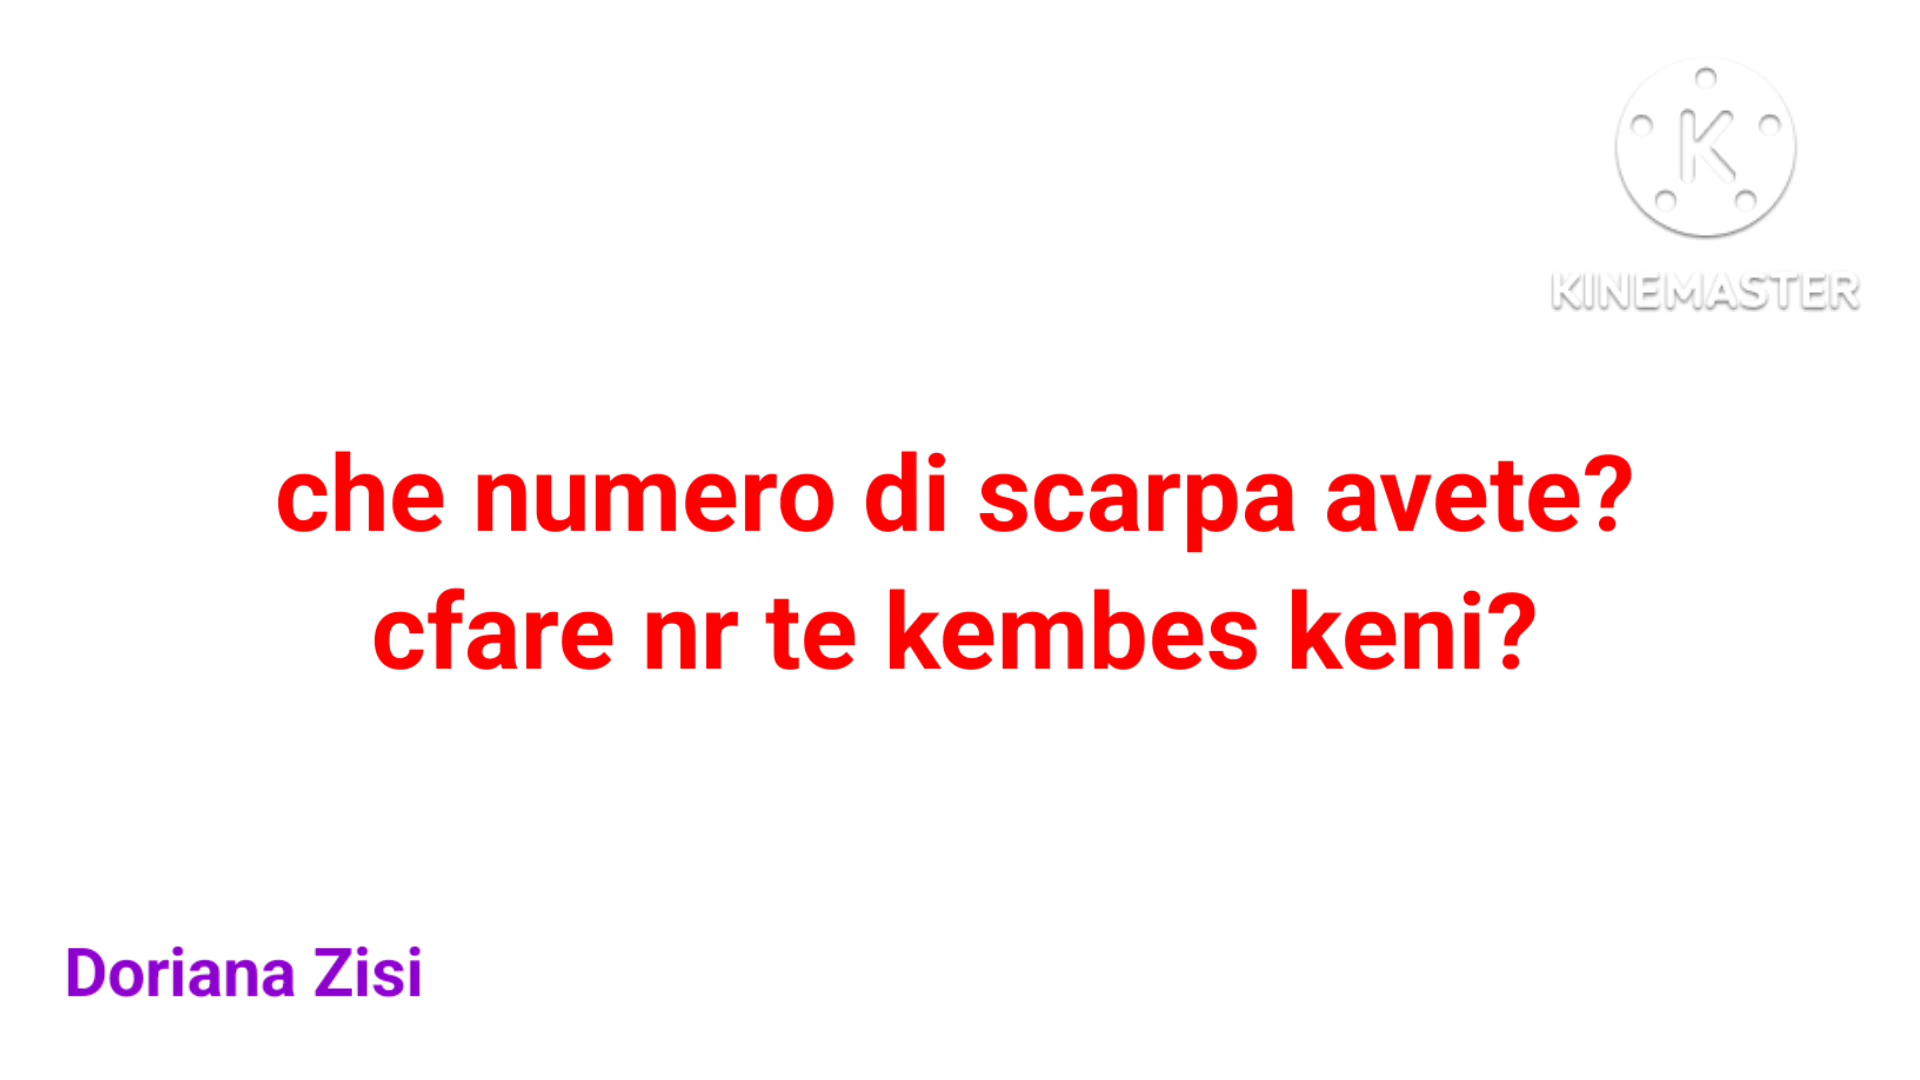 K
KINEMASTER
che numero di scarpa avete?
cfare nr te kembes keni?
Doriana Zisi